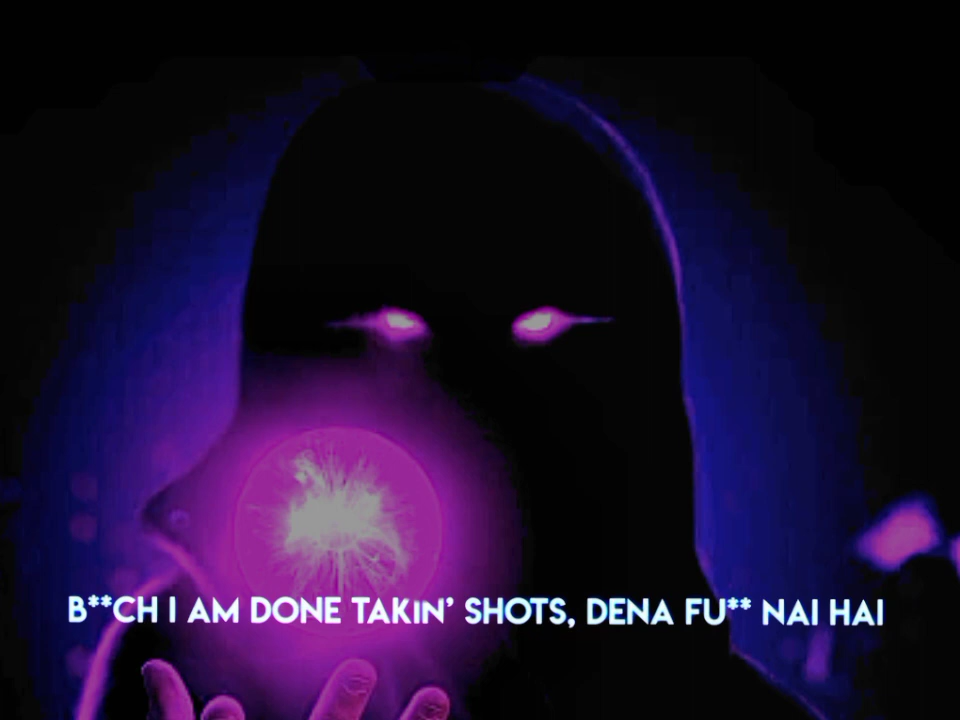 B**CH I AM DONE TAKIN' SHOTS, DENA FU** NAI HAI